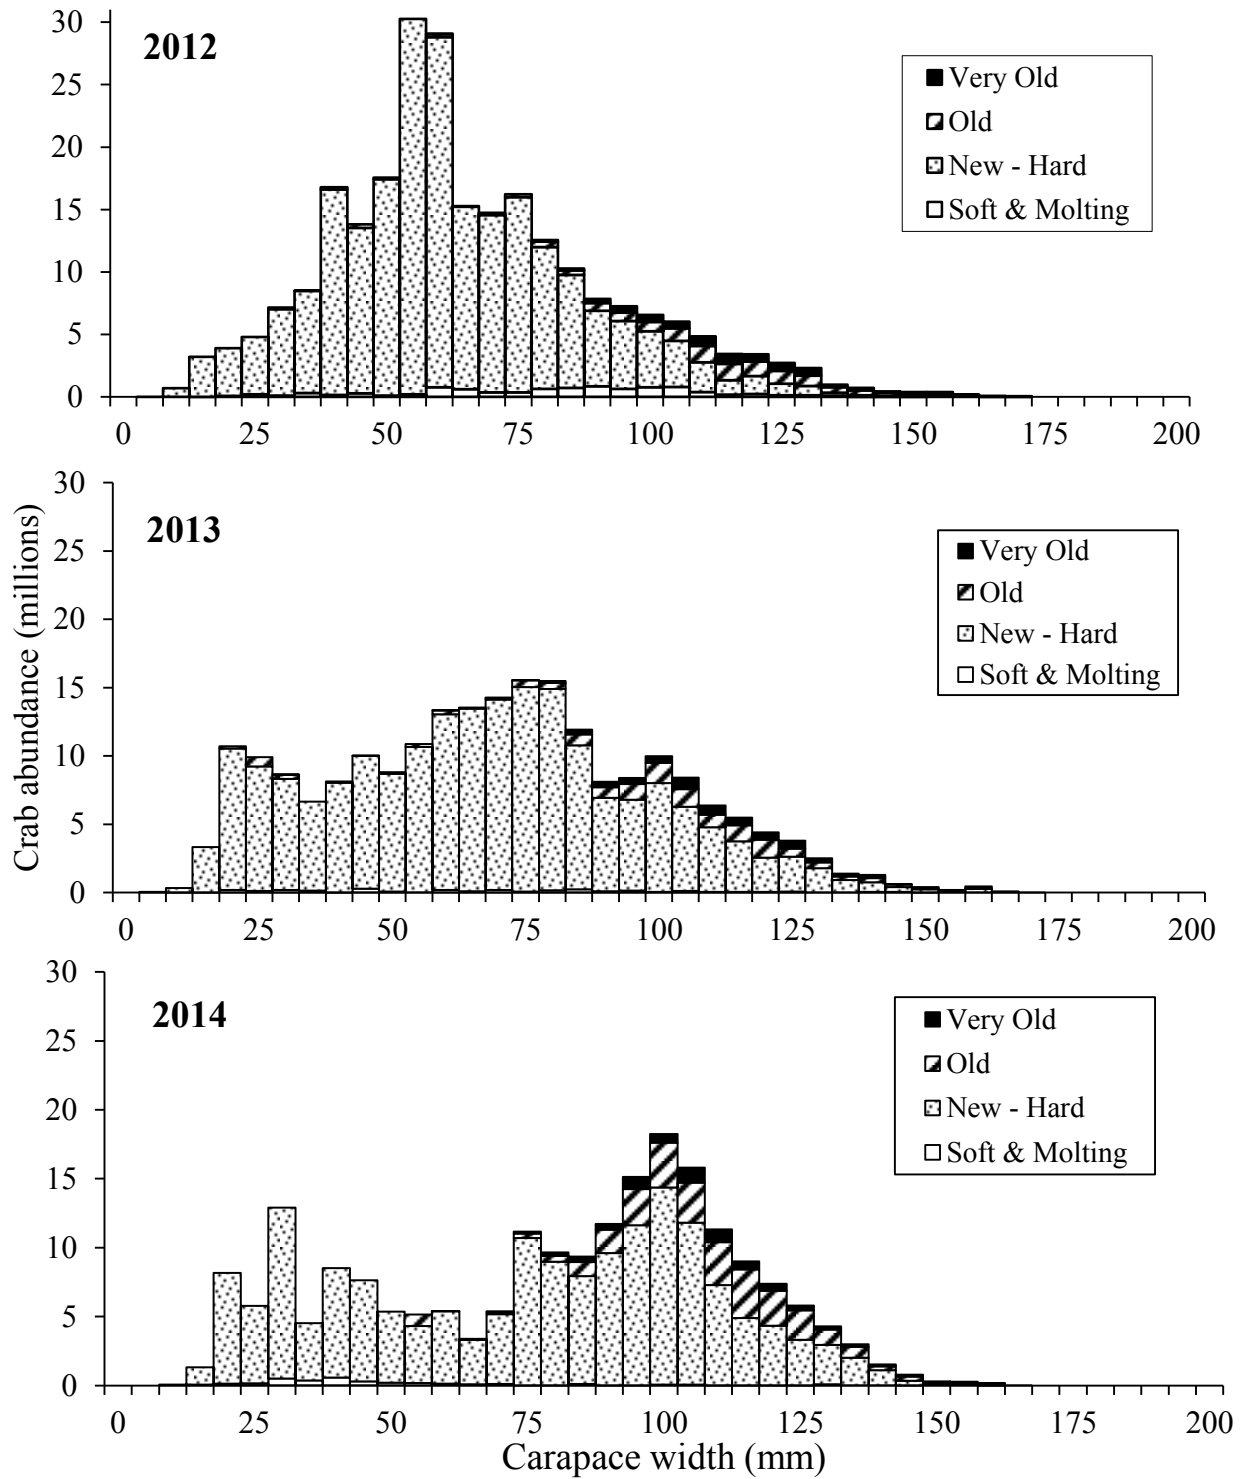 2012
30
25
20
15
10
5
0
Very Old
Old
New - Hard
Soft & Molting
0 25 50 75 100 125 150 175 200
Crab abundance (millions)
2013
30
25
20
15
10
5
0
Very Old
Old
New - Hard
Soft & Molting
0 25 50 75 100 125 150 175 200
2014
30
25
20
15
10
5
0
Very Old
Old
New - Hard
Soft & Molting
0 25 50 75 100 125 150 175 200
Carapace width (mm)